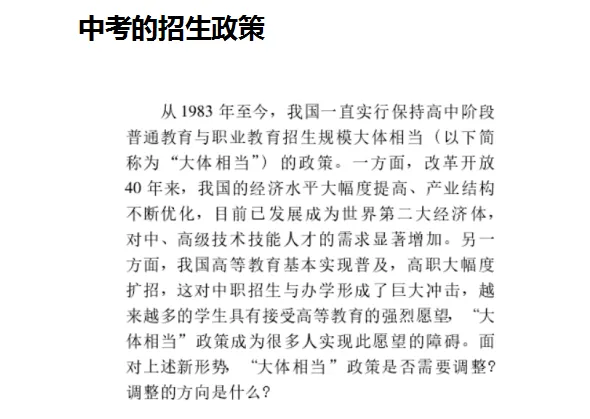 中考的招生政策
从 1983 年至今，我国一直实行保持高中阶段
普通教育与职业教育招生规模大体相当（以下简
称为“大体相当”）的政策。一方面，改革开放
40 年来，我国的经济水平大幅度提高、产业结构
不断优化，目前已发展成为世界第二大经济体，
对中、高级技术技能人才的需求显著增加。另一
方面，我国高等教育基本实现普及，高职大幅度
扩招，这对中职招生与办学形成了巨大冲击，越
来越多的学生具有接受高等教育的强烈愿望，“大
体相当”政策成为很多人实现此愿望的障碍。面
对上述新形势，“大体相当”政策是否需要调整?
调整的方向是什么?